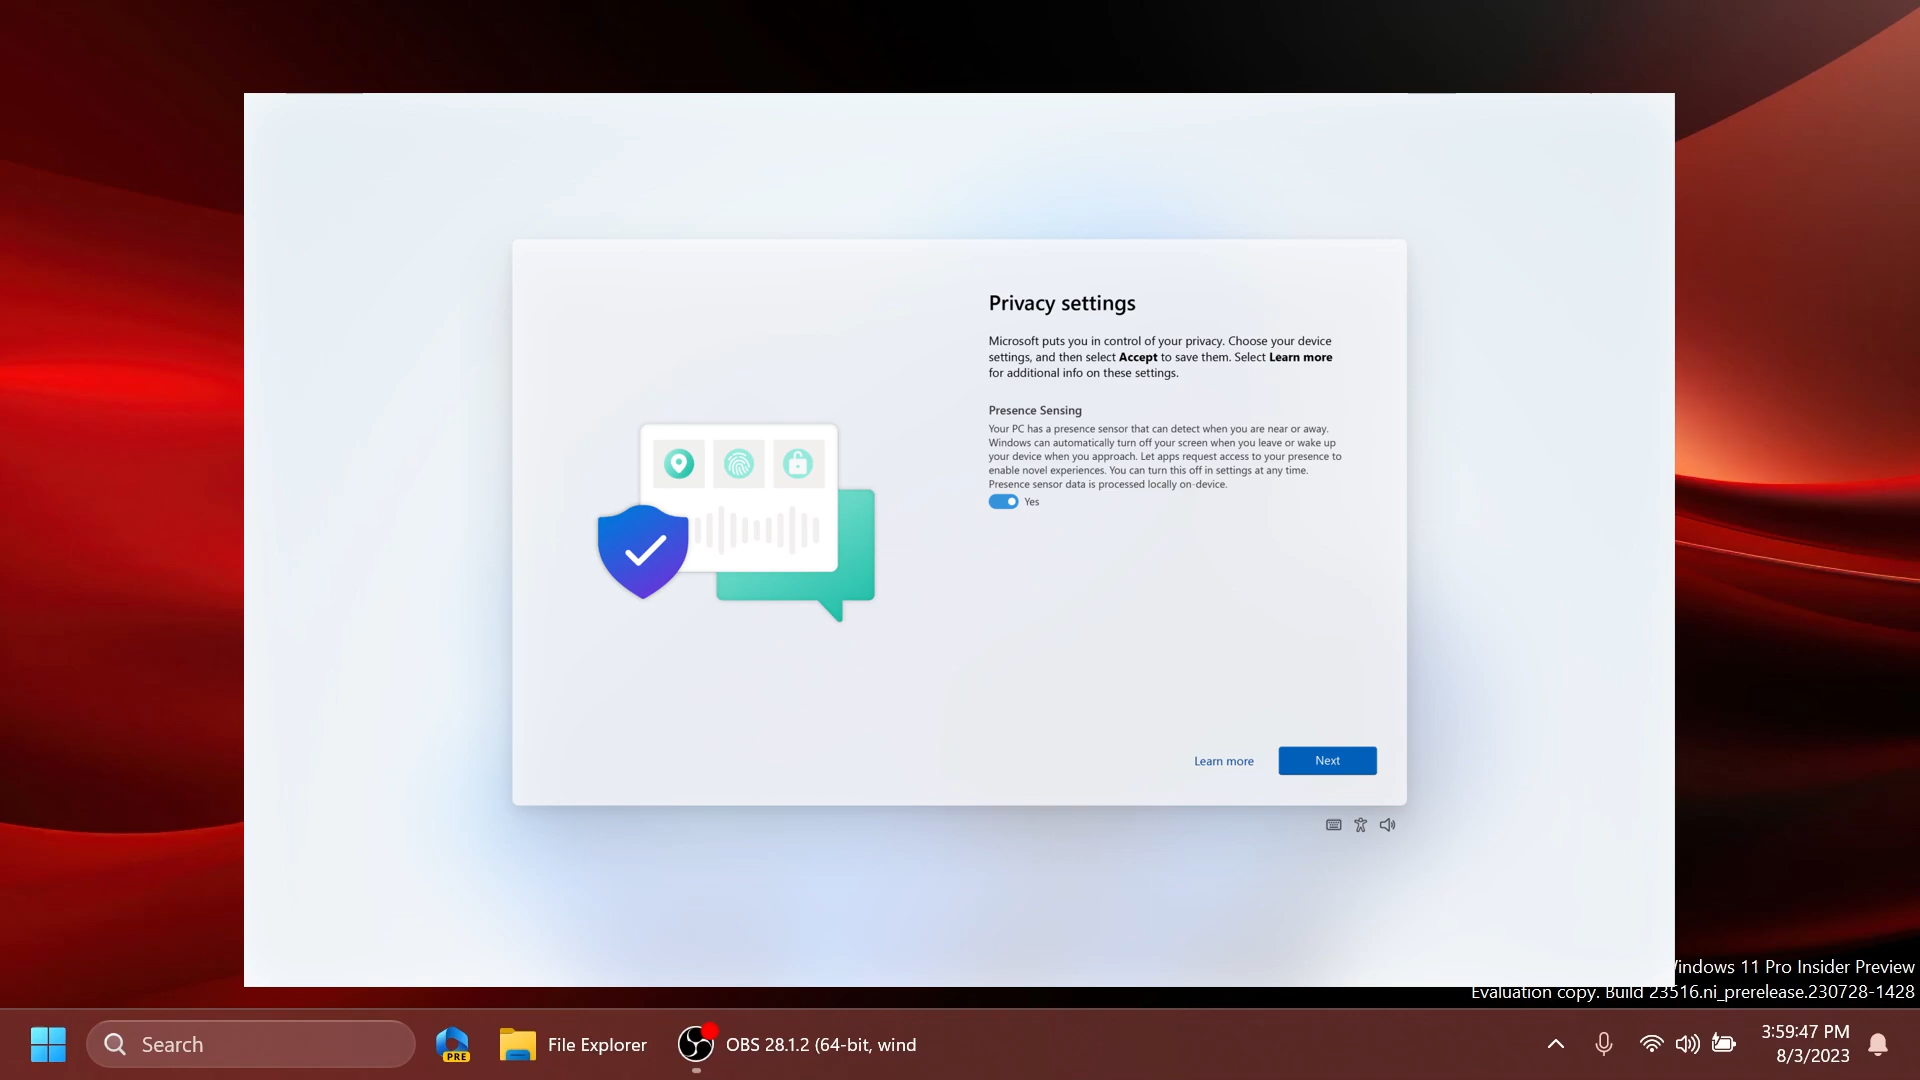 Privacy settings
Microsoft puts you in control of your privacy. Choose your device
settings, and then select Accept to save them. Select Learn more
for additional info on these settings.
Presence Sensing
Your PC has a presence sensor that can detect when you are near or away.
Windows can automatically turn off your screen when you leave or wake up
your device when you approach. Let apps request access to your presence to
enable novel experiences. You can turn this off in settings at any time.
Presence sensor data is processed locally on-device.
Yes
Learn more
Next
Windows 11 Pro Insider Preview
Evaluation copy. Build 23516.ni_prerelease.230728-1428
Search
PRE
File Explorer
OBS 28.1.2 (64-bit, wind
3:59:47 PM
8/3/2023